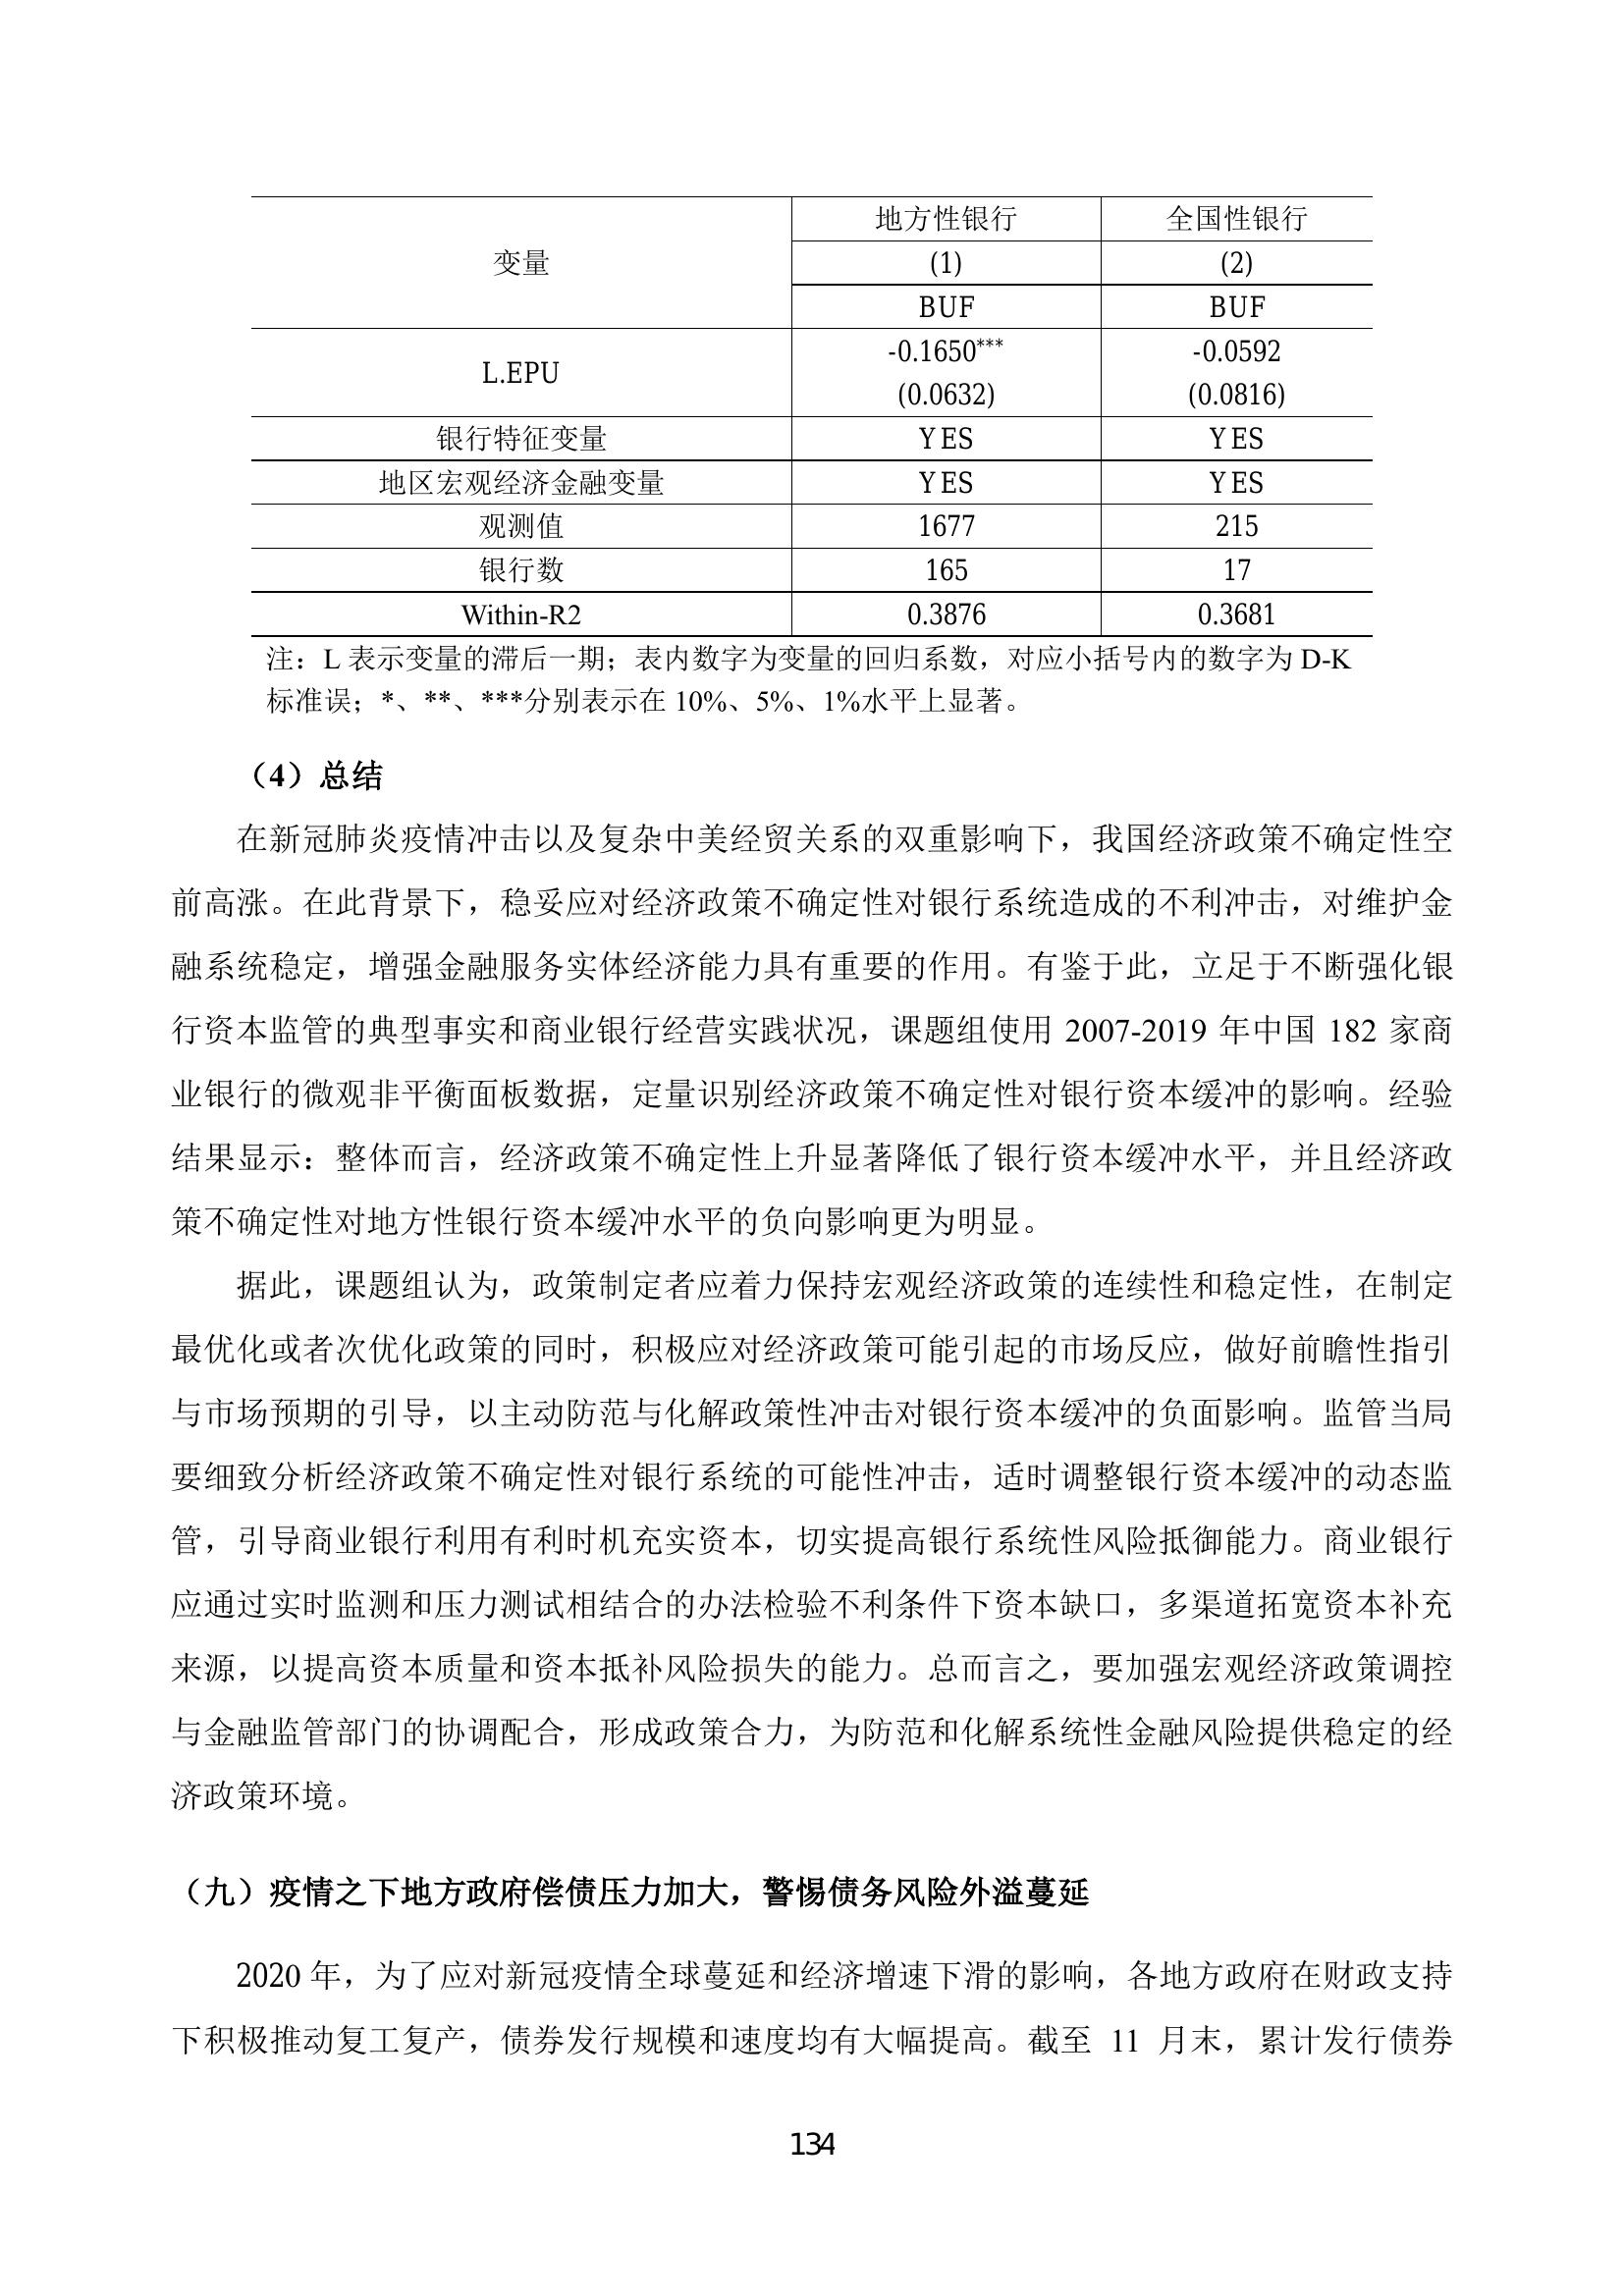 变量 地方性银行 全国性银行
(1) (2)
BUF BUF
L.EPU -0.1650*** -0.0592
(0.0632) (0.0816)
银行特征变量 YES YES
地区宏观经济金融变量 YES YES
观测值 1677 215
银行数 165 17
Within-R2 0.3876 0.3681
注：L 表示变量的滞后一期；表内数字为变量的回归系数，对应小括号内的数字为 D-K
标准误；*、**、***分别表示在 10%、5%、1%水平上显著。
（4）总结
在新冠肺炎疫情冲击以及复杂中美经贸关系的双重影响下，我国经济政策不确定性空
前高涨。在此背景下，稳妥应对经济政策不确定性对银行系统造成的不利冲击，对维护金
融系统稳定，增强金融服务实体经济能力具有重要的作用。有鉴于此，立足于不断强化银
行资本监管的典型事实和商业银行经营实践状况，课题组使用 2007-2019 年中国 182 家商
业银行的微观非平衡面板数据，定量识别经济政策不确定性对银行资本缓冲的影响。经验
结果显示：整体而言，经济政策不确定性上升显著降低了银行资本缓冲水平，并且经济政
策不确定性对地方性银行资本缓冲水平的负向影响更为明显。
据此，课题组认为，政策制定者应着力保持宏观经济政策的连续性和稳定性，在制定
最优化或者次优化政策的同时，积极应对经济政策可能引起的市场反应，做好前瞻性指引
与市场预期的引导，以主动防范与化解政策性冲击对银行资本缓冲的负面影响。监管当局
要细致分析经济政策不确定性对银行系统的可能性冲击，适时调整银行资本缓冲的动态监
管，引导商业银行利用有利时机充实资本，切实提高银行系统性风险抵御能力。商业银行
应通过实时监测和压力测试相结合的办法检验不利条件下资本缺口，多渠道拓宽资本补充
来源，以提高资本质量和资本抵补风险损失的能力。总而言之，要加强宏观经济政策调控
与金融监管部门的协调配合，形成政策合力，为防范和化解系统性金融风险提供稳定的经
济政策环境。
（九）疫情之下地方政府偿债压力加大，警惕债务风险外溢蔓延
2020 年，为了应对新冠疫情全球蔓延和经济增速下滑的影响，各地方政府在财政支持
下积极推动复工复产，债券发行规模和速度均有大幅提高。截至 11 月末，累计发行债券
134